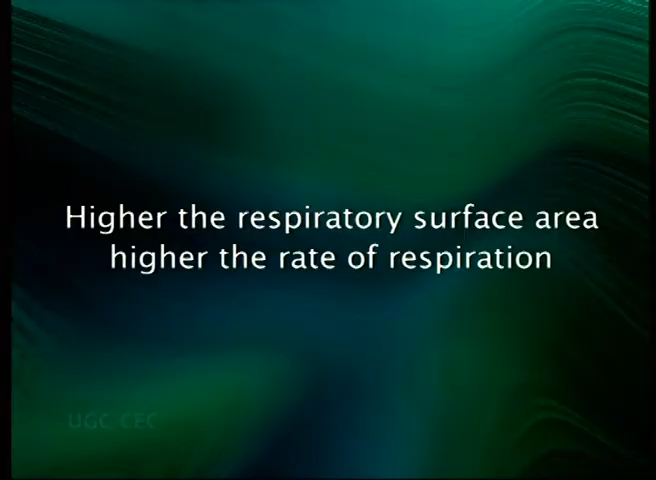 Higher the respiratory surface area
higher the rate of respiration
UGC CEC